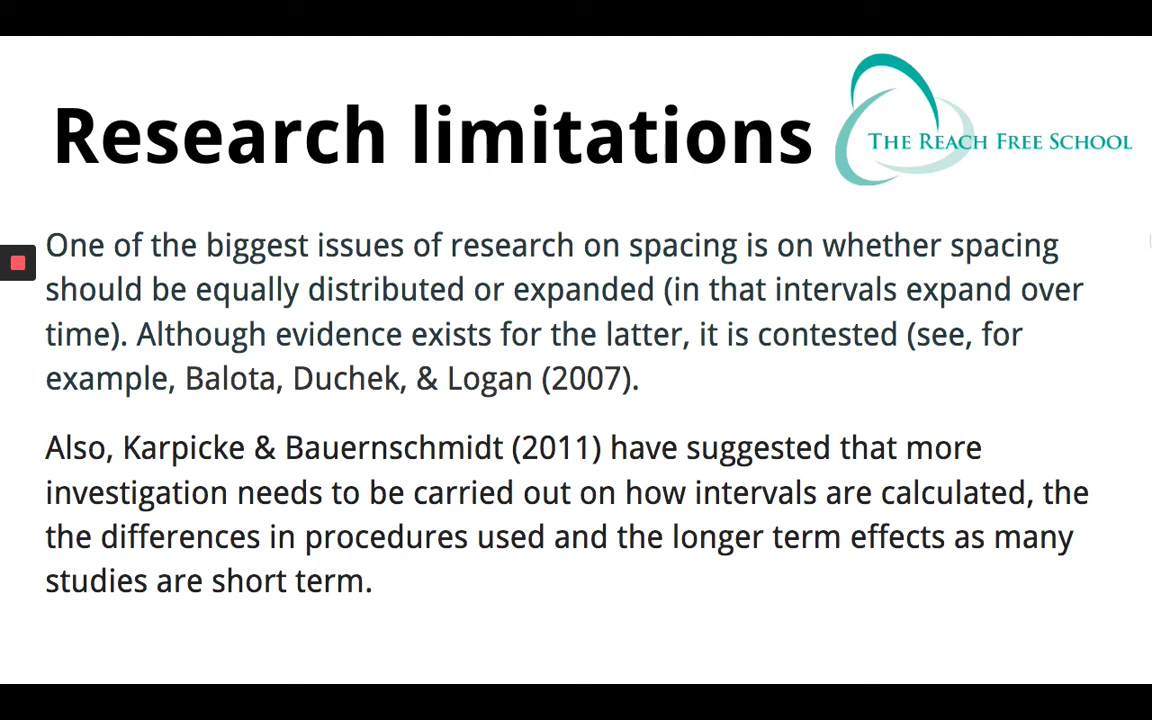 Research limitations
THE REACH FREE SCHOOL
One of the biggest issues of research on spacing is on whether spacing
should be equally distributed or expanded (in that intervals expand over
time). Although evidence exists for the latter, it is contested (see, for
example, Balota, Duchek, & Logan (2007).
Also, Karpicke & Bauernschmidt (2011) have suggested that more
investigation needs to be carried out on how intervals are calculated, the
the differences in procedures used and the longer term effects as many
studies are short term.